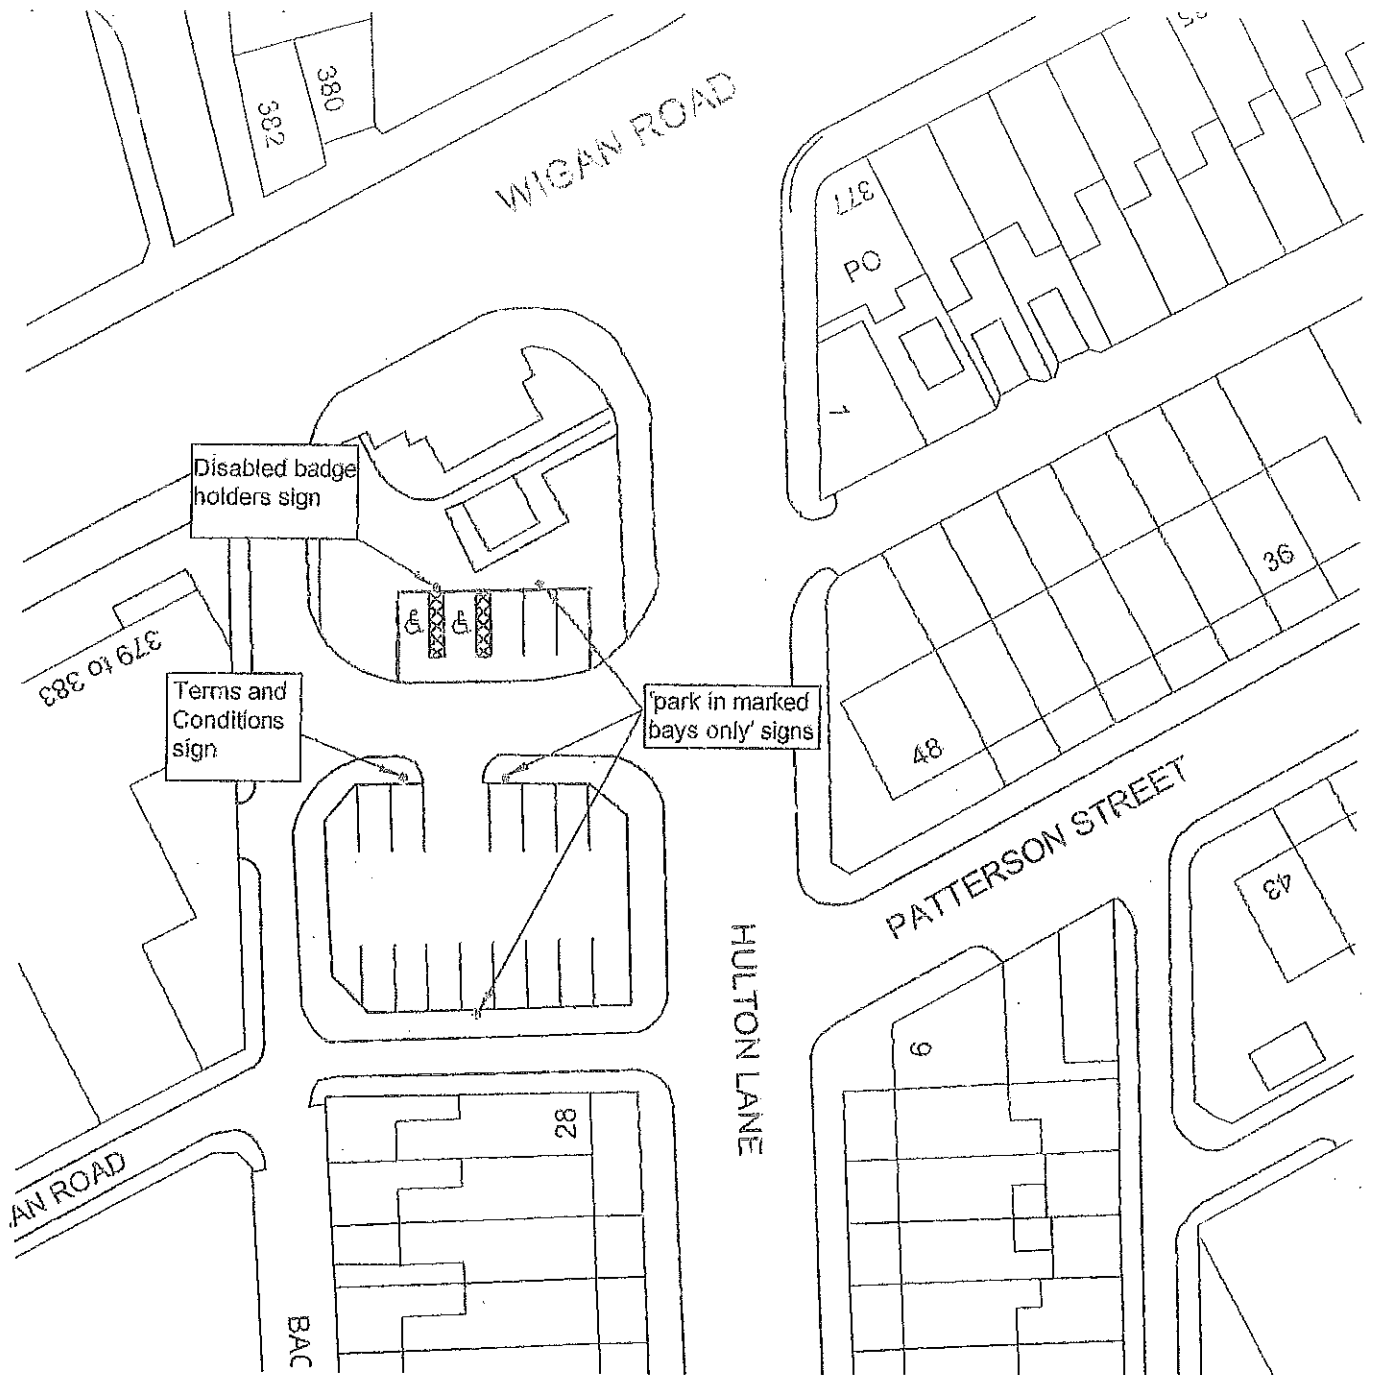 380
382
WIGAN ROAD
377
PO
1
Disabled badge
holders sign
36
379 to 383
Terms and
Conditions
sign
'park in marked
bays only' signs
48
PATTERSON STREET
43
HULTON LANE
9
28
AN ROAD
BAC